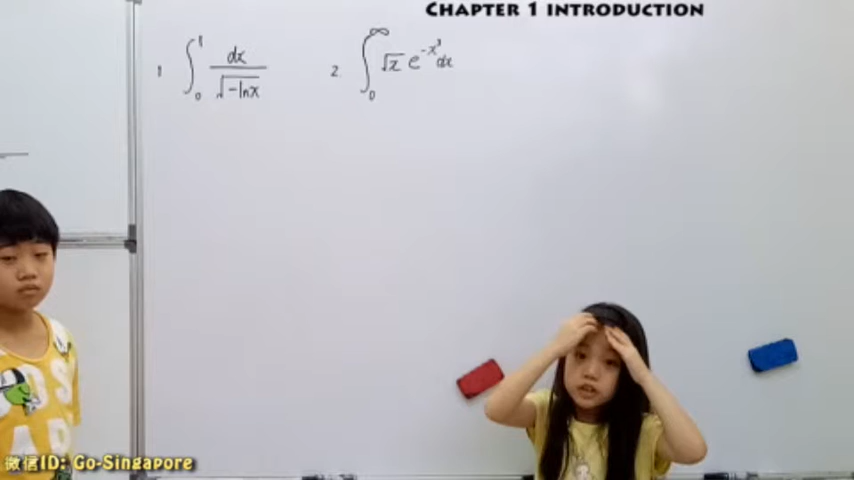 CHAPTER 1 INTRODUCTION
1 ∫₀¹ dx/√(-lnx)
2. ∫₀^∞ √x e^(-x³) dx
微信ID: Go-Singapore